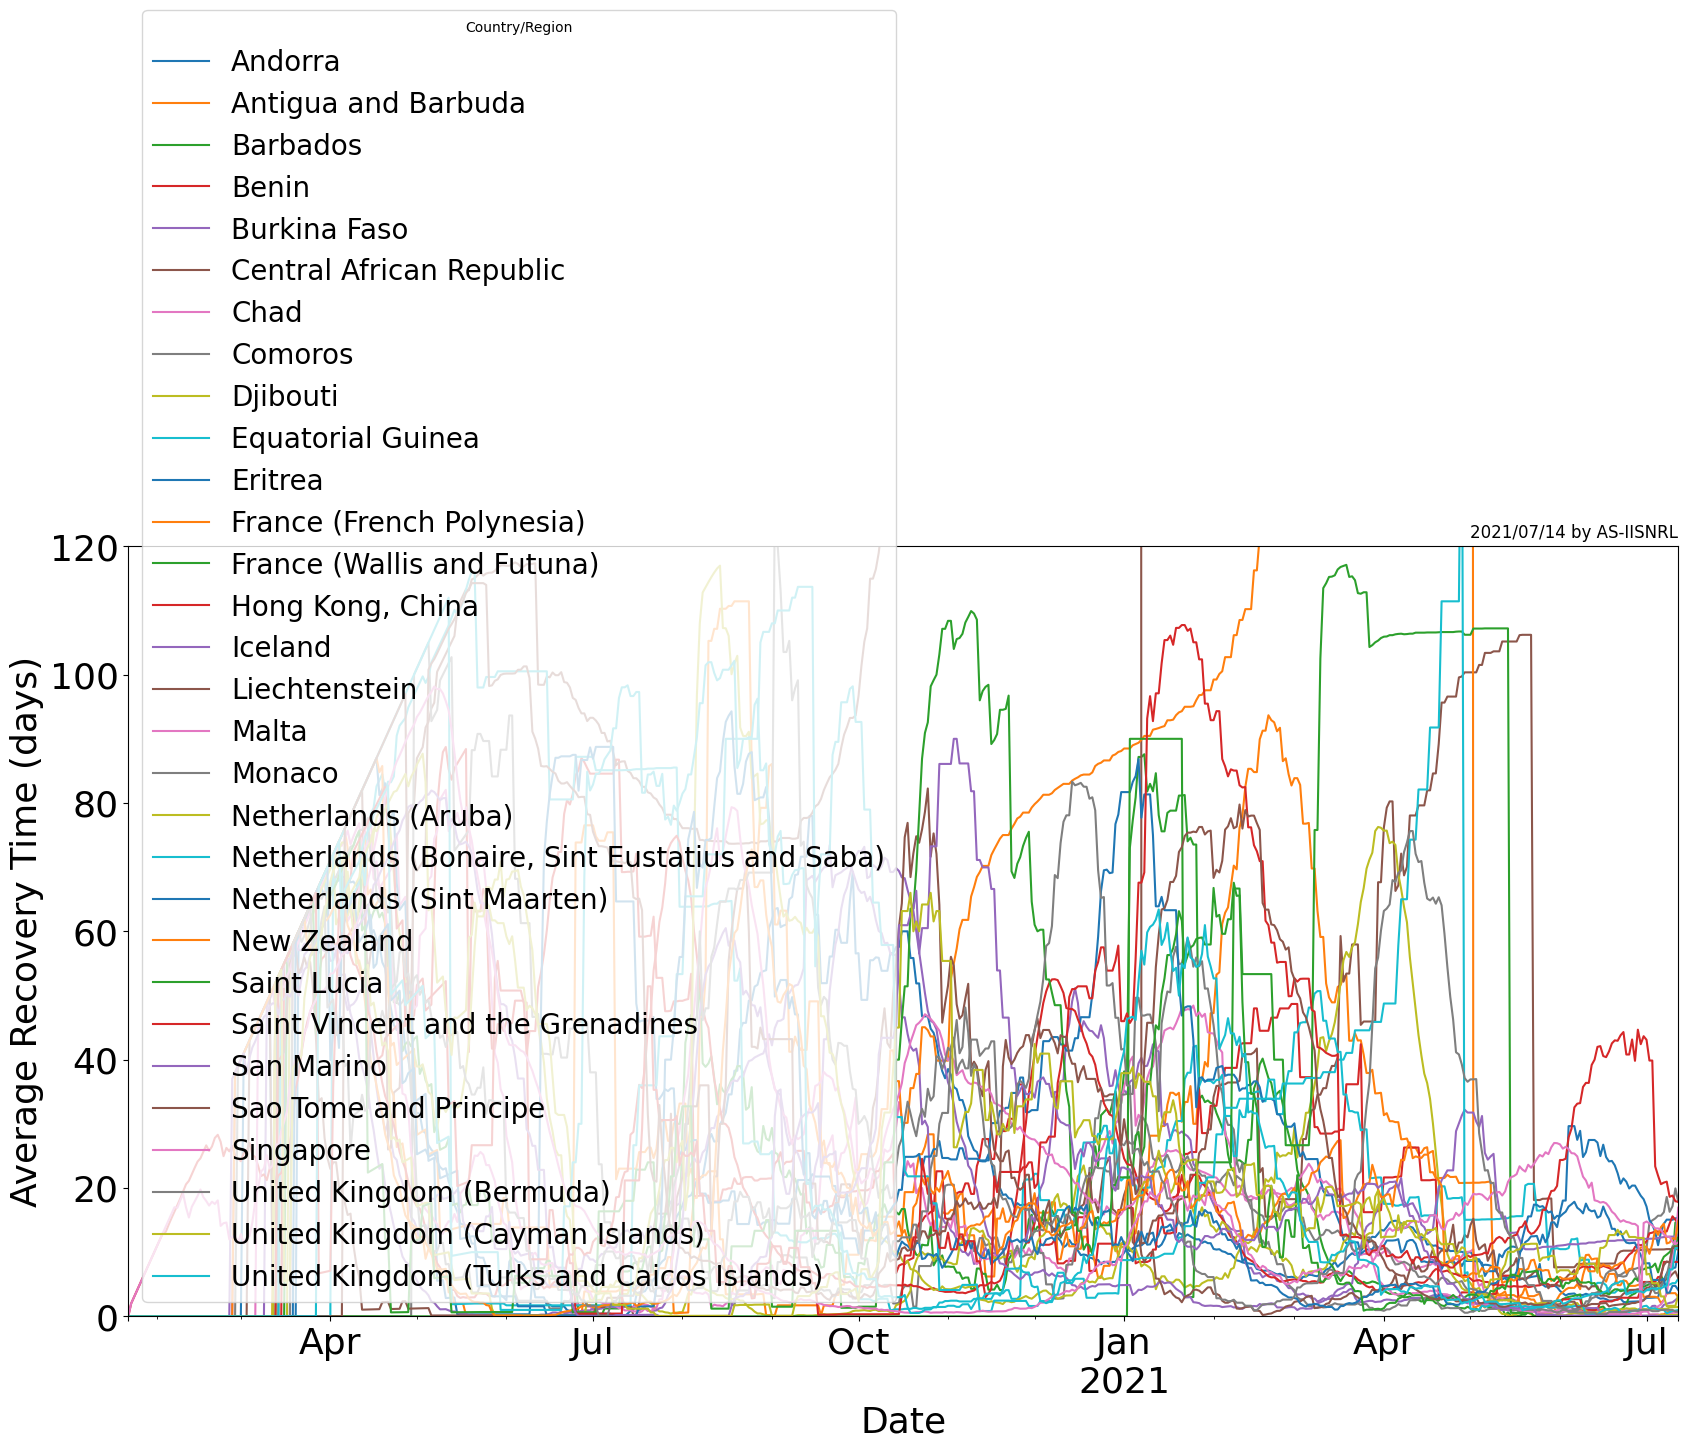 Country/Region
Andorra
Antigua and Barbuda
Barbados
Benin
Burkina Faso
Central African Republic
Chad
Comoros
Djibouti
Equatorial Guinea
Eritrea
France (French Polynesia)
France (Wallis and Futuna)
Hong Kong, China
Iceland
Liechtenstein
Malta
Monaco
Netherlands (Aruba)
Netherlands (Bonaire, Sint Eustatius and Saba)
Netherlands (Sint Maarten)
New Zealand
Saint Lucia
Saint Vincent and the Grenadines
San Marino
Sao Tome and Principe
Singapore
United Kingdom (Bermuda)
United Kingdom (Cayman Islands)
United Kingdom (Turks and Caicos Islands)
2021/07/14 by AS-IISNRL
120
100
80
60
40
20
0
Average Recovery Time (days)
Apr
Jul
Oct
Jan
2021
Apr
Jul
Date